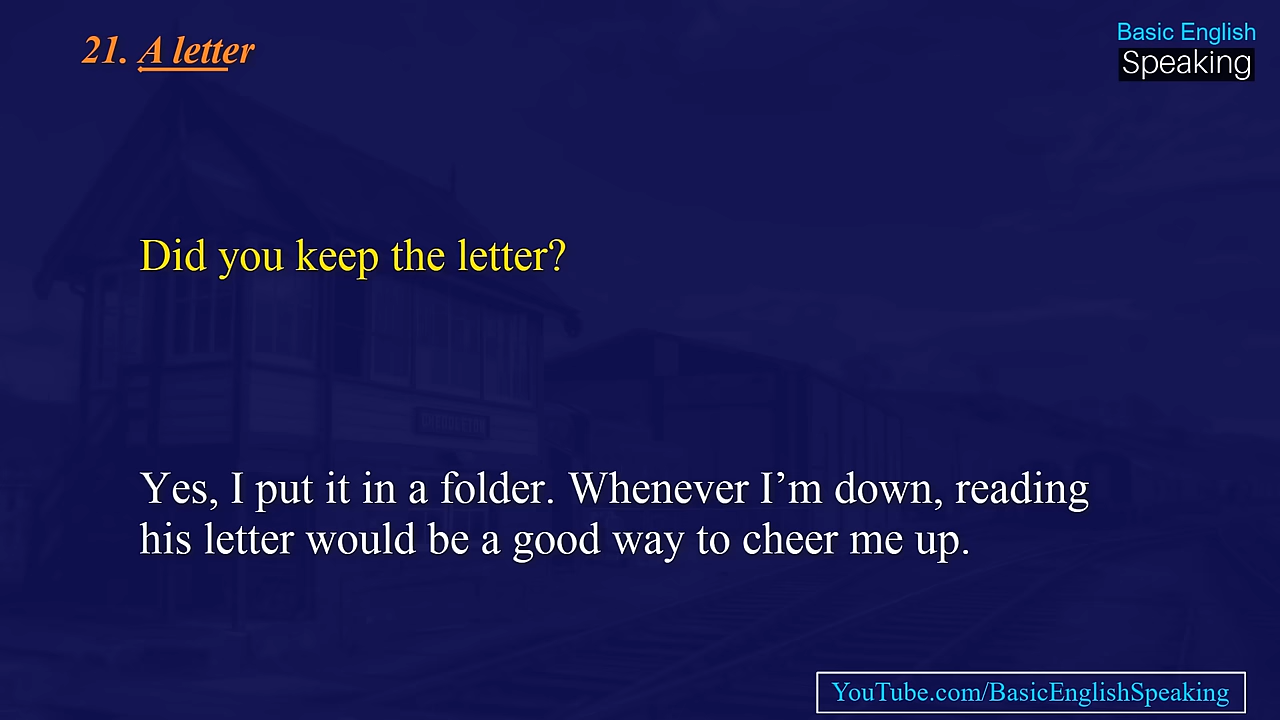 21. A letter
Basic English
Speaking
Did you keep the letter?
Yes, I put it in a folder. Whenever I’m down, reading
his letter would be a good way to cheer me up.
YouTube.com/BasicEnglishSpeaking